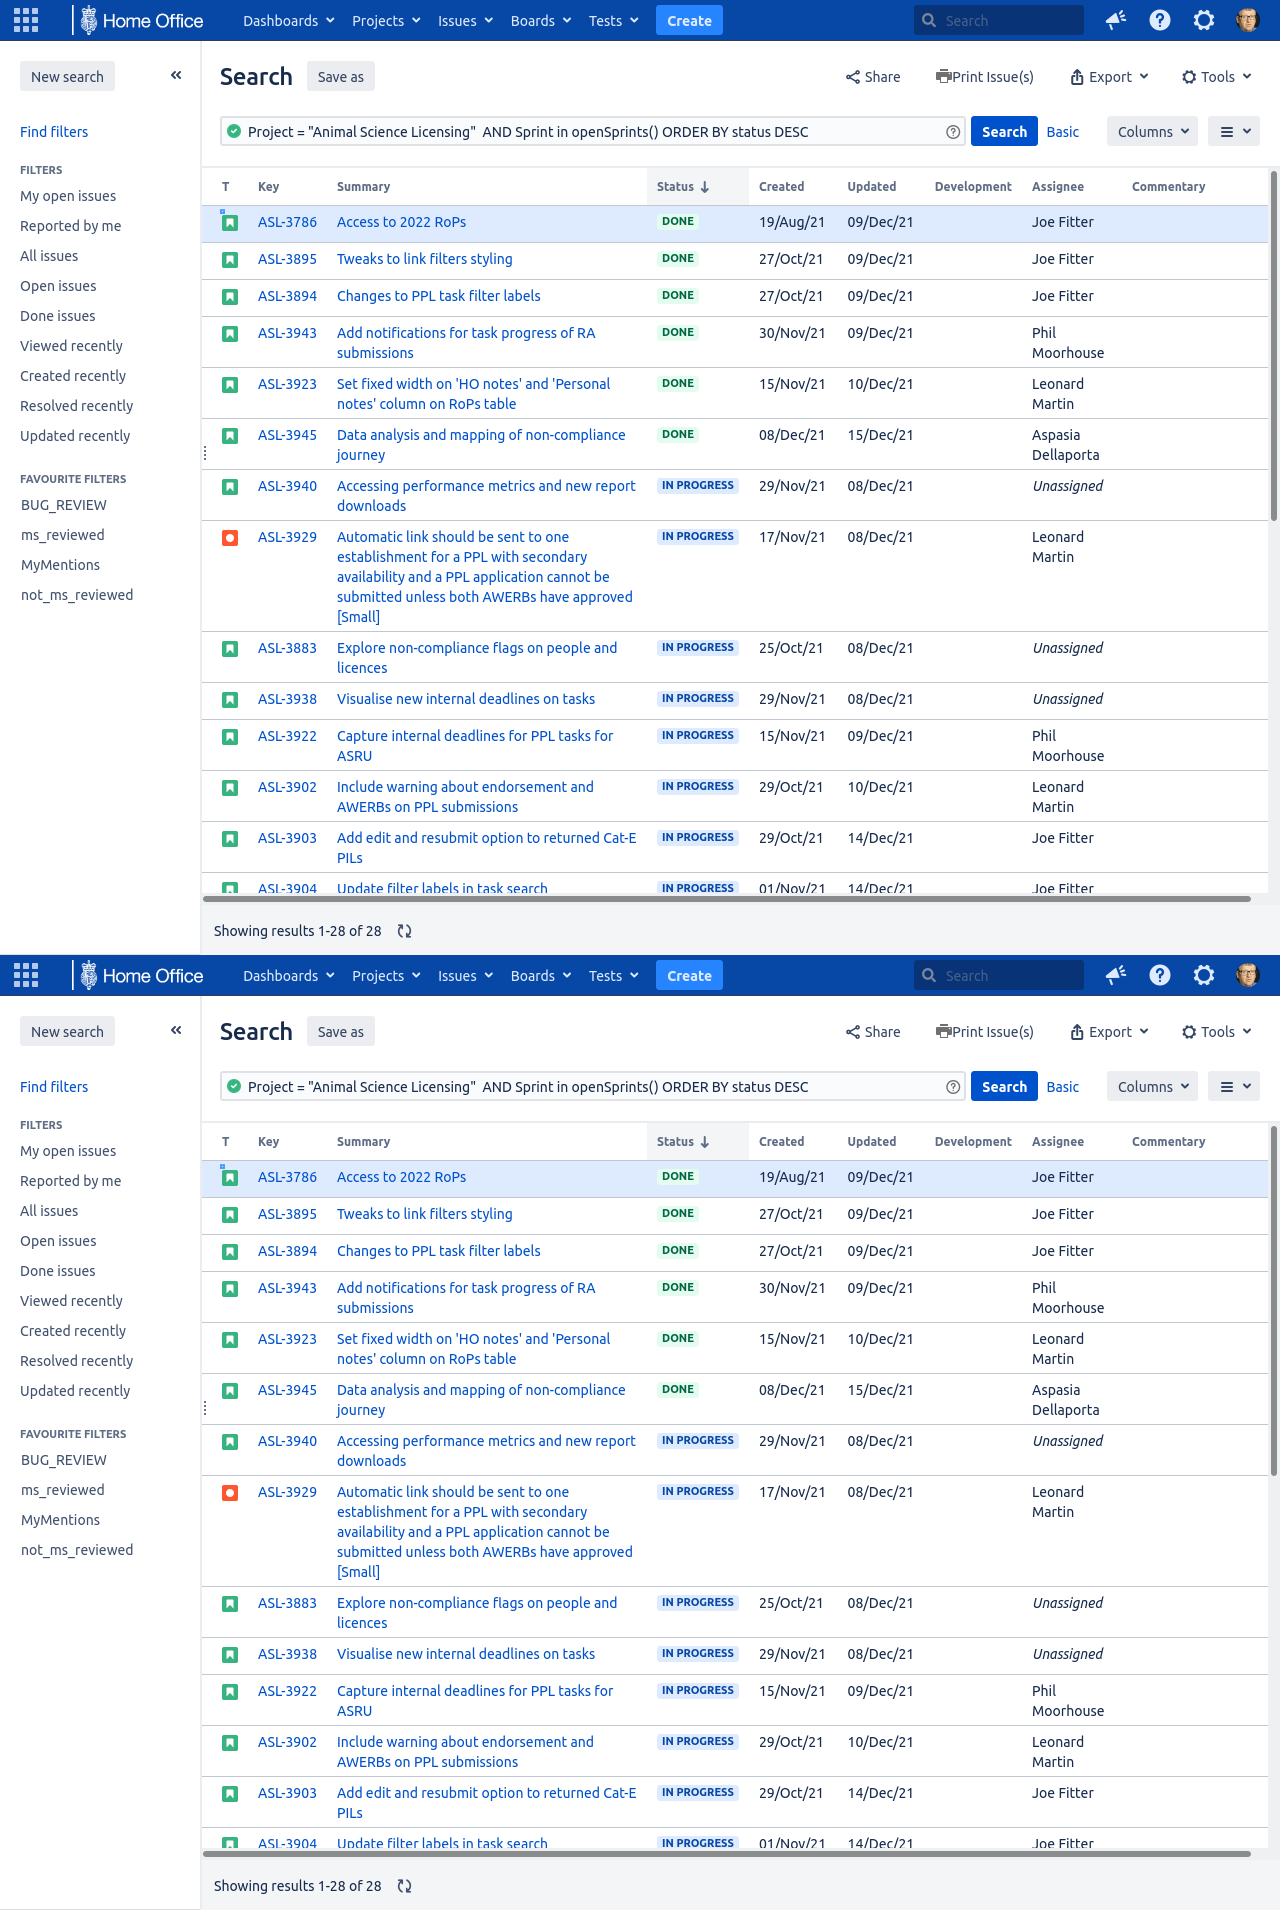 Home Office Dashboards Projects Issues Boards Tests Create Search
New search Search Save as Share Print Issue(s) Export Tools
Find filters Project = "Animal Science Licensing"  AND Sprint in openSprints() ORDER BY status DESC Search Basic Columns
FILTERS
My open issues
Reported by me
All issues
Open issues
Done issues
Viewed recently
Created recently
Resolved recently
Updated recently
FAVOURITE FILTERS
BUG_REVIEW
ms_reviewed
MyMentions
not_ms_reviewed
T Key Summary Status Created Updated Development Assignee Commentary
ASL-3786 Access to 2022 RoPs DONE 19/Aug/21 09/Dec/21 Joe Fitter
ASL-3895 Tweaks to link filters styling DONE 27/Oct/21 09/Dec/21 Joe Fitter
ASL-3894 Changes to PPL task filter labels DONE 27/Oct/21 09/Dec/21 Joe Fitter
ASL-3943 Add notifications for task progress of RA DONE 30/Nov/21 09/Dec/21 Phil
submissions Moorhouse
ASL-3923 Set fixed width on 'HO notes' and 'Personal DONE 15/Nov/21 10/Dec/21 Leonard
notes' column on RoPs table Martin
ASL-3945 Data analysis and mapping of non-compliance DONE 08/Dec/21 15/Dec/21 Aspasia
journey Dellaporta
ASL-3940 Accessing performance metrics and new report IN PROGRESS 29/Nov/21 08/Dec/21 Unassigned
downloads
ASL-3929 Automatic link should be sent to one IN PROGRESS 17/Nov/21 08/Dec/21 Leonard
establishment for a PPL with secondary Martin
availability and a PPL application cannot be
submitted unless both AWERBs have approved
[Small]
ASL-3883 Explore non-compliance flags on people and IN PROGRESS 25/Oct/21 08/Dec/21 Unassigned
licences
ASL-3938 Visualise new internal deadlines on tasks IN PROGRESS 29/Nov/21 08/Dec/21 Unassigned
ASL-3922 Capture internal deadlines for PPL tasks for IN PROGRESS 15/Nov/21 09/Dec/21 Phil
ASRU Moorhouse
ASL-3902 Include warning about endorsement and IN PROGRESS 29/Oct/21 10/Dec/21 Leonard
AWERBs on PPL submissions Martin
ASL-3903 Add edit and resubmit option to returned Cat-E IN PROGRESS 29/Oct/21 14/Dec/21 Joe Fitter
PILs
ASL-3904 Update filter labels in task search IN PROGRESS 01/Nov/21 14/Dec/21 Joe Fitter
Showing results 1-28 of 28
Home Office Dashboards Projects Issues Boards Tests Create Search
New search Search Save as Share Print Issue(s) Export Tools
Find filters Project = "Animal Science Licensing"  AND Sprint in openSprints() ORDER BY status DESC Search Basic Columns
FILTERS
My open issues
Reported by me
All issues
Open issues
Done issues
Viewed recently
Created recently
Resolved recently
Updated recently
FAVOURITE FILTERS
BUG_REVIEW
ms_reviewed
MyMentions
not_ms_reviewed
T Key Summary Status Created Updated Development Assignee Commentary
ASL-3786 Access to 2022 RoPs DONE 19/Aug/21 09/Dec/21 Joe Fitter
ASL-3895 Tweaks to link filters styling DONE 27/Oct/21 09/Dec/21 Joe Fitter
ASL-3894 Changes to PPL task filter labels DONE 27/Oct/21 09/Dec/21 Joe Fitter
ASL-3943 Add notifications for task progress of RA DONE 30/Nov/21 09/Dec/21 Phil
submissions Moorhouse
ASL-3923 Set fixed width on 'HO notes' and 'Personal DONE 15/Nov/21 10/Dec/21 Leonard
notes' column on RoPs table Martin
ASL-3945 Data analysis and mapping of non-compliance DONE 08/Dec/21 15/Dec/21 Aspasia
journey Dellaporta
ASL-3940 Accessing performance metrics and new report IN PROGRESS 29/Nov/21 08/Dec/21 Unassigned
downloads
ASL-3929 Automatic link should be sent to one IN PROGRESS 17/Nov/21 08/Dec/21 Leonard
establishment for a PPL with secondary Martin
availability and a PPL application cannot be
submitted unless both AWERBs have approved
[Small]
ASL-3883 Explore non-compliance flags on people and IN PROGRESS 25/Oct/21 08/Dec/21 Unassigned
licences
ASL-3938 Visualise new internal deadlines on tasks IN PROGRESS 29/Nov/21 08/Dec/21 Unassigned
ASL-3922 Capture internal deadlines for PPL tasks for IN PROGRESS 15/Nov/21 09/Dec/21 Phil
ASRU Moorhouse
ASL-3902 Include warning about endorsement and IN PROGRESS 29/Oct/21 10/Dec/21 Leonard
AWERBs on PPL submissions Martin
ASL-3903 Add edit and resubmit option to returned Cat-E IN PROGRESS 29/Oct/21 14/Dec/21 Joe Fitter
PILs
ASL-3904 Update filter labels in task search IN PROGRESS 01/Nov/21 14/Dec/21 Joe Fitter
Showing results 1-28 of 28